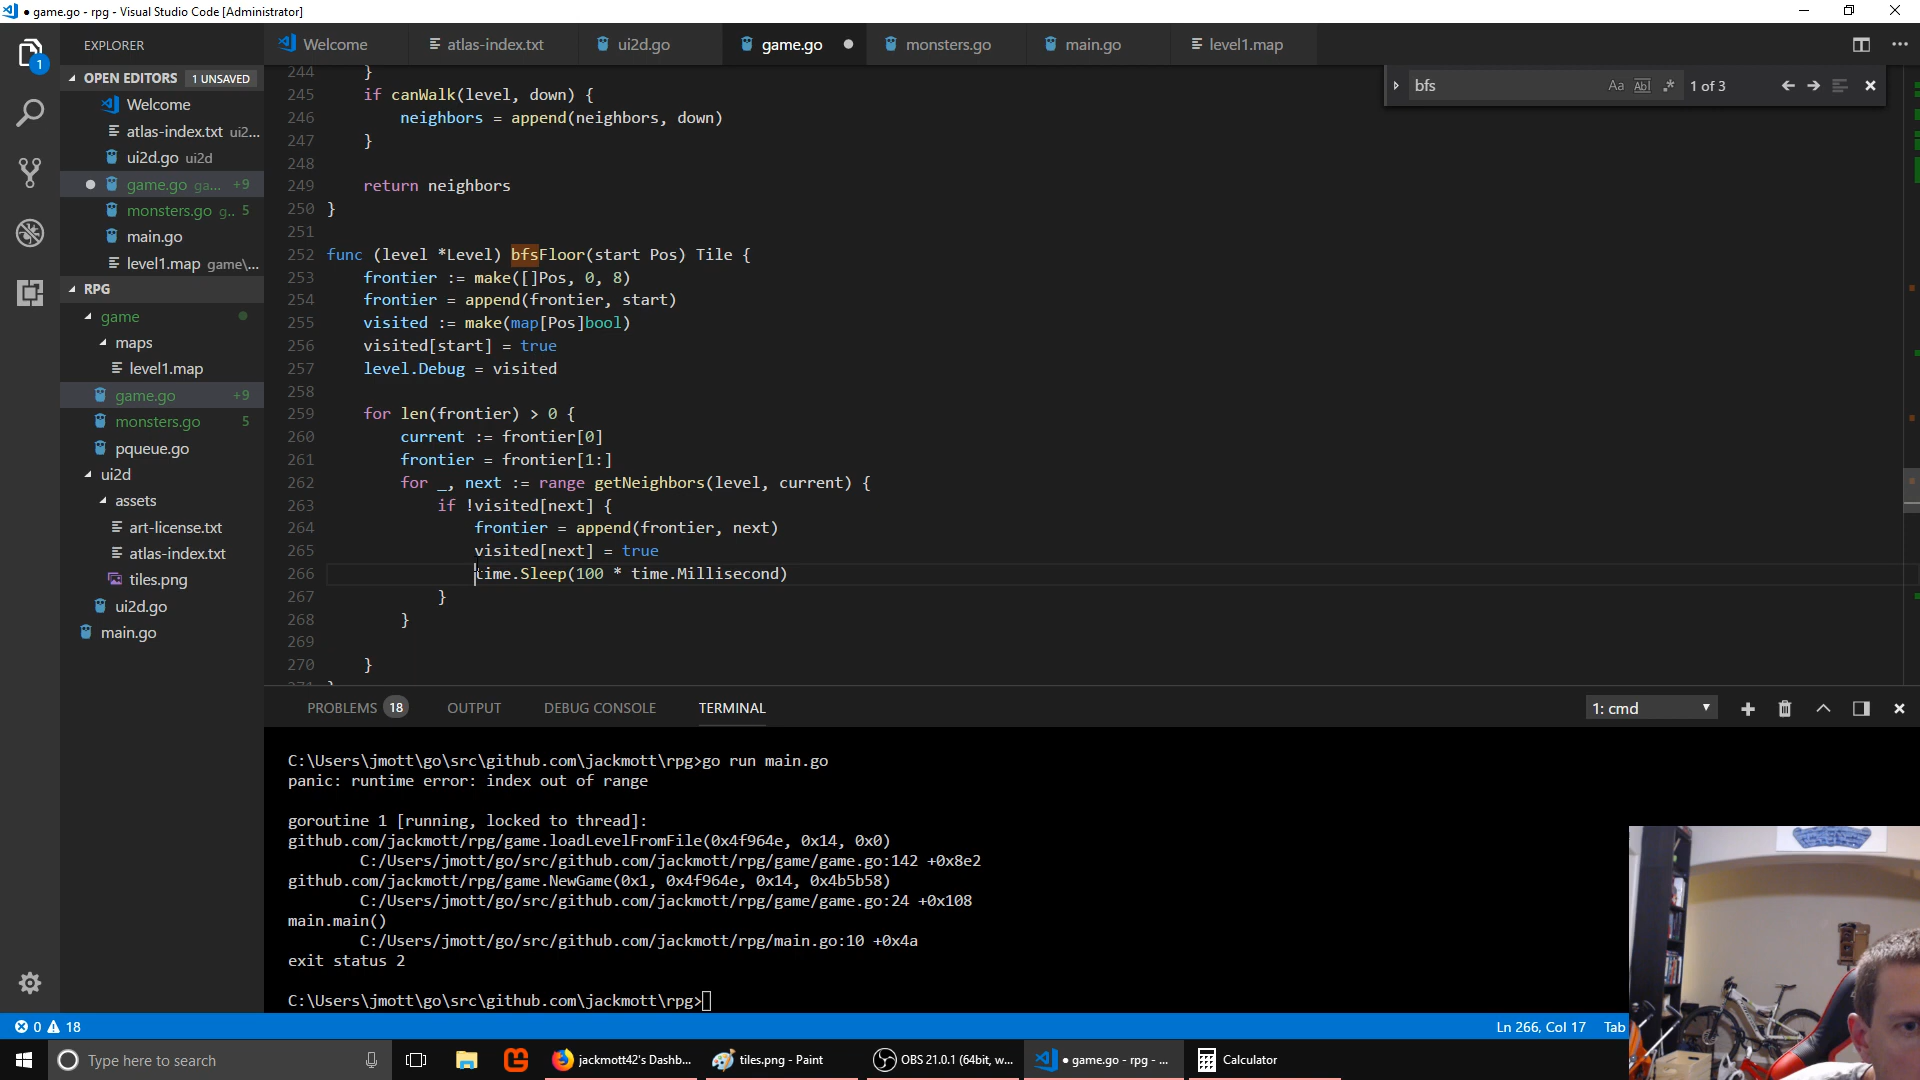 ● game.go - rpg - Visual Studio Code [Administrator]
EXPLORER
OPEN EDITORS 1 UNSAVED
Welcome
atlas-index.txt ui2...
ui2d.go ui2d
game.go ga... +9
monsters.go g.. 5
main.go
level1.map game\...
RPG
game
maps
level1.map
game.go +9
monsters.go 5
pqueue.go
ui2d
assets
art-license.txt
atlas-index.txt
tiles.png
ui2d.go
main.go
1
Welcome atlas-index.txt ui2d.go game.go ● monsters.go main.go level1.map
bfs Aa Abl .* 1 of 3
244 }
245 if canWalk(level, down) {
246 neighbors = append(neighbors, down)
247 }
248
249 return neighbors
250 }
251
252 func (level *Level) bfsFloor(start Pos) Tile {
253 frontier := make([]Pos, 0, 8)
254 frontier = append(frontier, start)
255 visited := make(map[Pos]bool)
256 visited[start] = true
257 level.Debug = visited
258
259 for len(frontier) > 0 {
260 current := frontier[0]
261 frontier = frontier[1:]
262 for _, next := range getNeighbors(level, current) {
263 if !visited[next] {
264 frontier = append(frontier, next)
265 visited[next] = true
266 time.Sleep(100 * time.Millisecond)
267 }
268 }
269
270 }
PROBLEMS 18 OUTPUT DEBUG CONSOLE TERMINAL 1: cmd
C:\Users\jmott\go\src\github.com\jackmott\rpg>go run main.go
panic: runtime error: index out of range
goroutine 1 [running, locked to thread]:
github.com/jackmott/rpg/game.loadLevelFromFile(0x4f964e, 0x14, 0x0)
C:/Users/jmott/go/src/github.com/jackmott/rpg/game/game.go:142 +0x8e2
github.com/jackmott/rpg/game.NewGame(0x1, 0x4f964e, 0x14, 0x4b5b58)
C:/Users/jmott/go/src/github.com/jackmott/rpg/game/game.go:24 +0x108
main.main()
C:/Users/jmott/go/src/github.com/jackmott/rpg/main.go:10 +0x4a
exit status 2
C:\Users\jmott\go\src\github.com\jackmott\rpg>
0 18 Ln 266, Col 17 Tab
Type here to search jackmott42's Dashb... tiles.png - Paint OBS 21.0.1 (64bit, w... ● game.go - rpg - ... Calculator